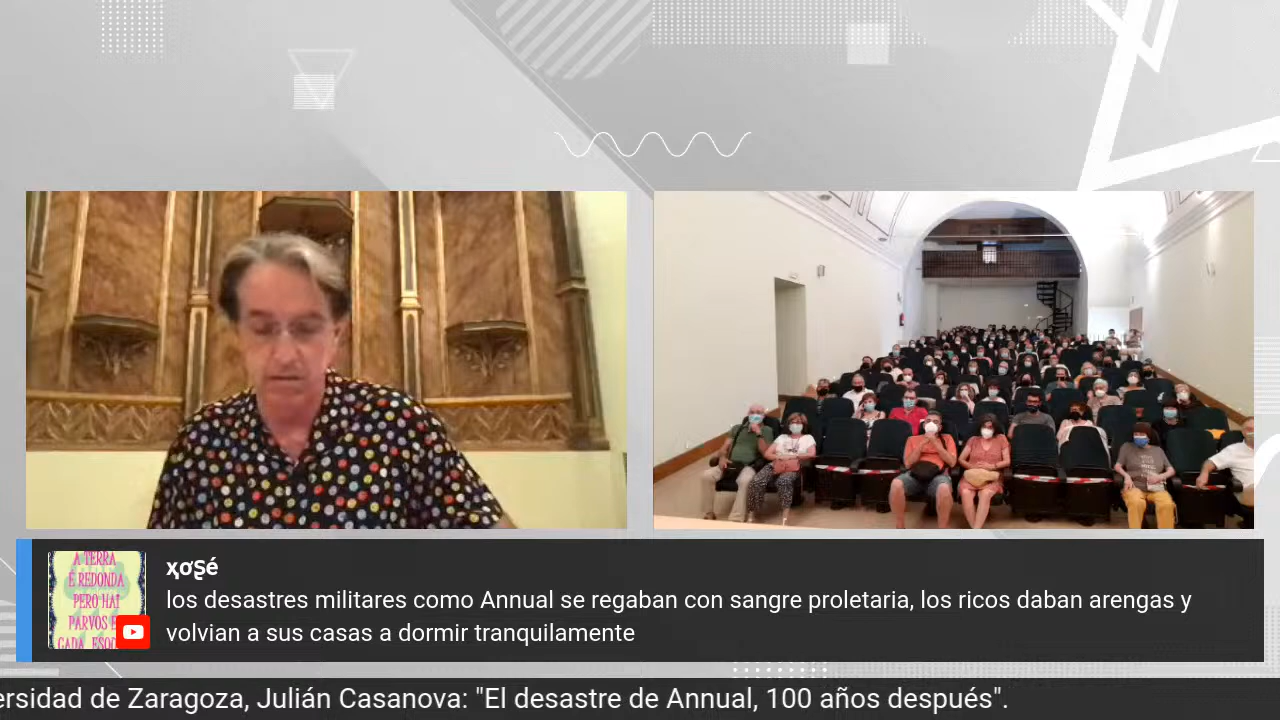 A TERRA
É REDONDA
PERO HAI
PARVOS
CADA
ҳơʂé
los desastres militares como Annual se regaban con sangre proletaria, los ricos daban arengas y
volvian a sus casas a dormir tranquilamente
ersidad de Zaragoza, Julián Casanova: "El desastre de Annual, 100 años después".